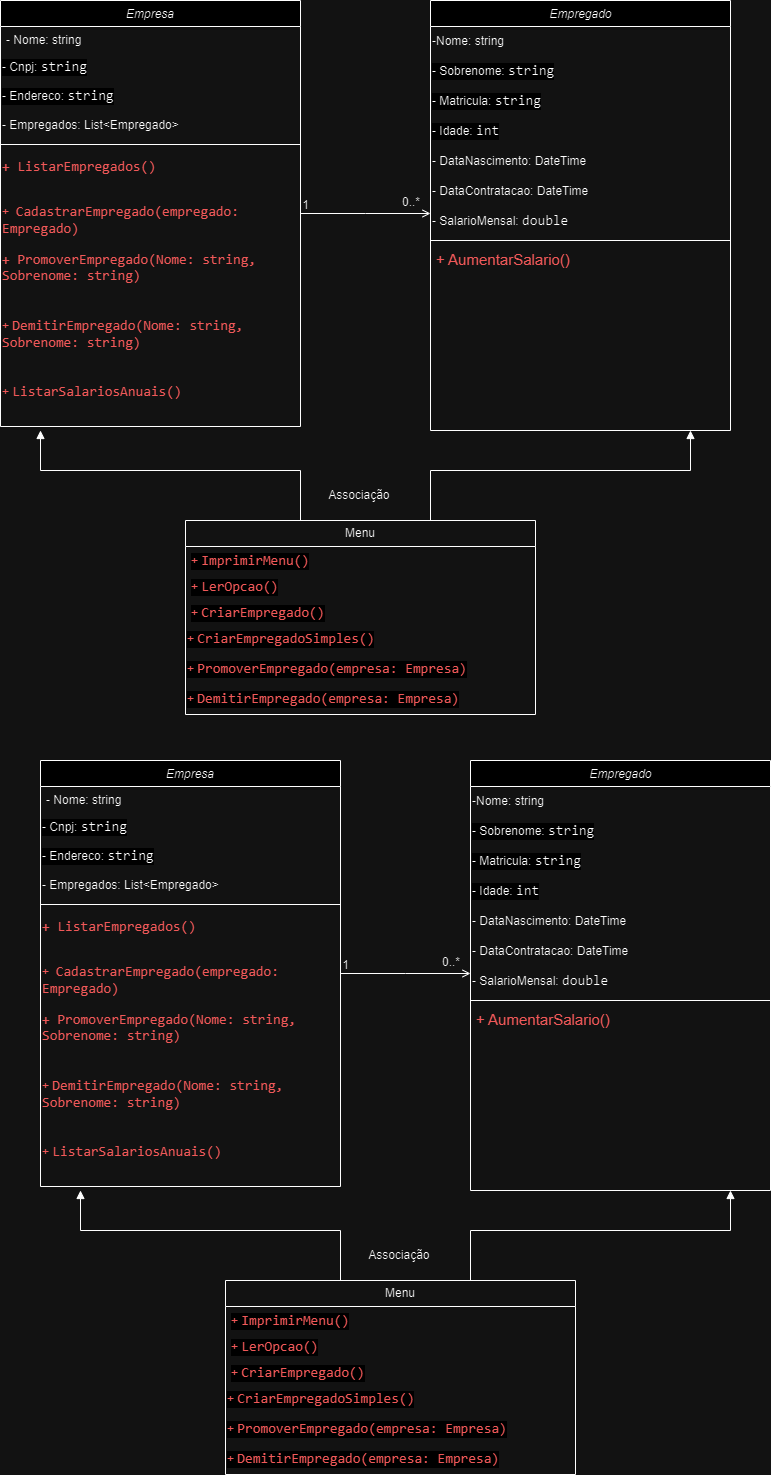 Empresa
- Nome: string
- Cnpj: string
- Endereco: string
- Empregados: List<Empregado>
+ ListarEmpregados()
+ CadastrarEmpregado(empregado:
Empregado)
+ PromoverEmpregado(Nome: string,
Sobrenome: string)
+DemitirEmpregado(Nome: string,
Sobrenome: string)
+ListarSalariosAnuais()
1
0..*
Empregado
-Nome: string
- Sobrenome: string
- Matricula: string
- Idade: int
- DataNascimento: DateTime
- DataContratacao: DateTime
- SalarioMensal: double
+ AumentarSalario()
Associação
Menu
+ImprimirMenu()
+LerOpcao()
+CriarEmpregado()
+CriarEmpregadoSimples()
+PromoverEmpregado(empresa: Empresa)
+DemitirEmpregado(empresa: Empresa)
Empresa
- Nome: string
- Cnpj: string
- Endereco: string
- Empregados: List<Empregado>
+ ListarEmpregados()
+ CadastrarEmpregado(empregado:
Empregado)
+ PromoverEmpregado(Nome: string,
Sobrenome: string)
+DemitirEmpregado(Nome: string,
Sobrenome: string)
+ListarSalariosAnuais()
1
0..*
Empregado
-Nome: string
- Sobrenome: string
- Matricula: string
- Idade: int
- DataNascimento: DateTime
- DataContratacao: DateTime
- SalarioMensal: double
+ AumentarSalario()
Associação
Menu
+ImprimirMenu()
+LerOpcao()
+CriarEmpregado()
+CriarEmpregadoSimples()
+PromoverEmpregado(empresa: Empresa)
+DemitirEmpregado(empresa: Empresa)